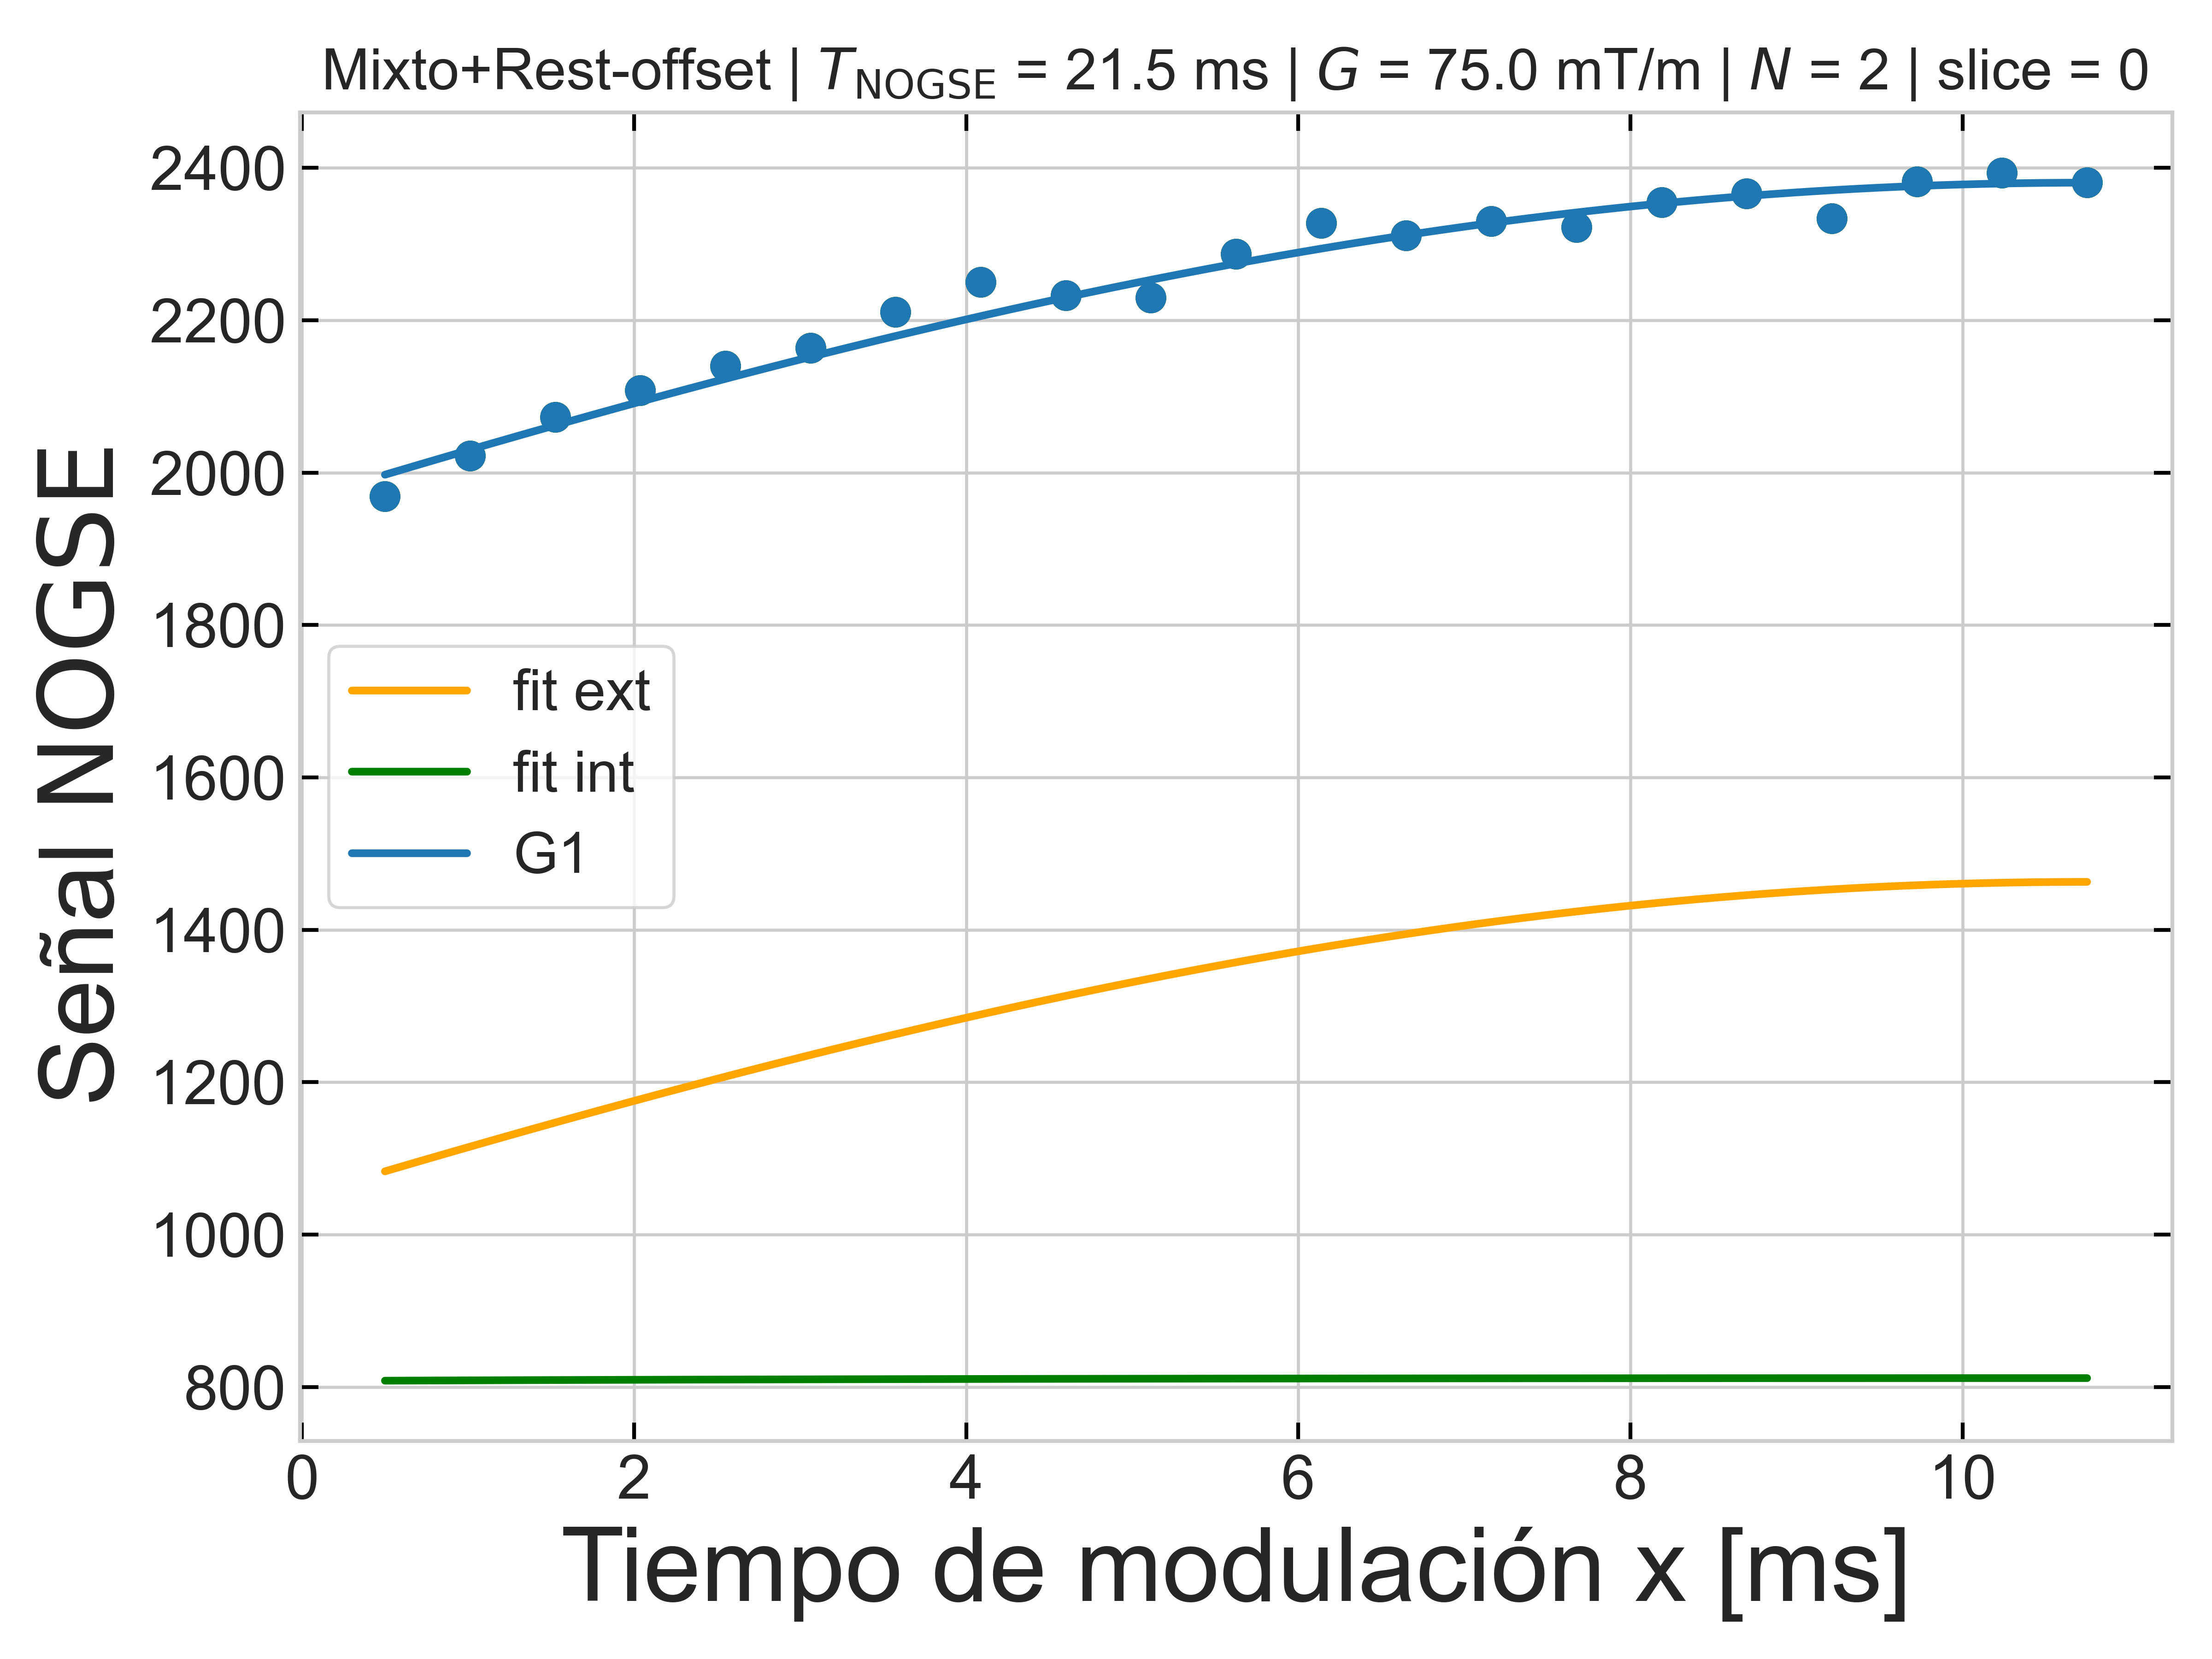 Mixto+Rest-offset | T_NOGSE = 21.5 ms | G = 75.0 mT/m | N = 2 | slice = 0
2400
2200
2000
1800
1600
1400
1200
1000
800
Señal NOGSE
fit ext
fit int
G1
0 2 4 6 8 10
Tiempo de modulación x [ms]